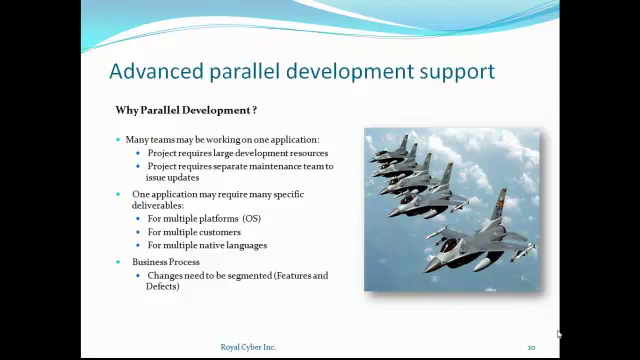 Advanced parallel development support
Why Parallel Development ?
Many teams may be working on one application:
Project requires large development resources
Project requires separate maintenance team to
issue updates
One application may require many specific
deliverables:
For multiple platforms (OS)
For multiple customers
For multiple native languages
Business Process
Changes need to be segmented (Features and
Defects)
Royal Cyber Inc.
20